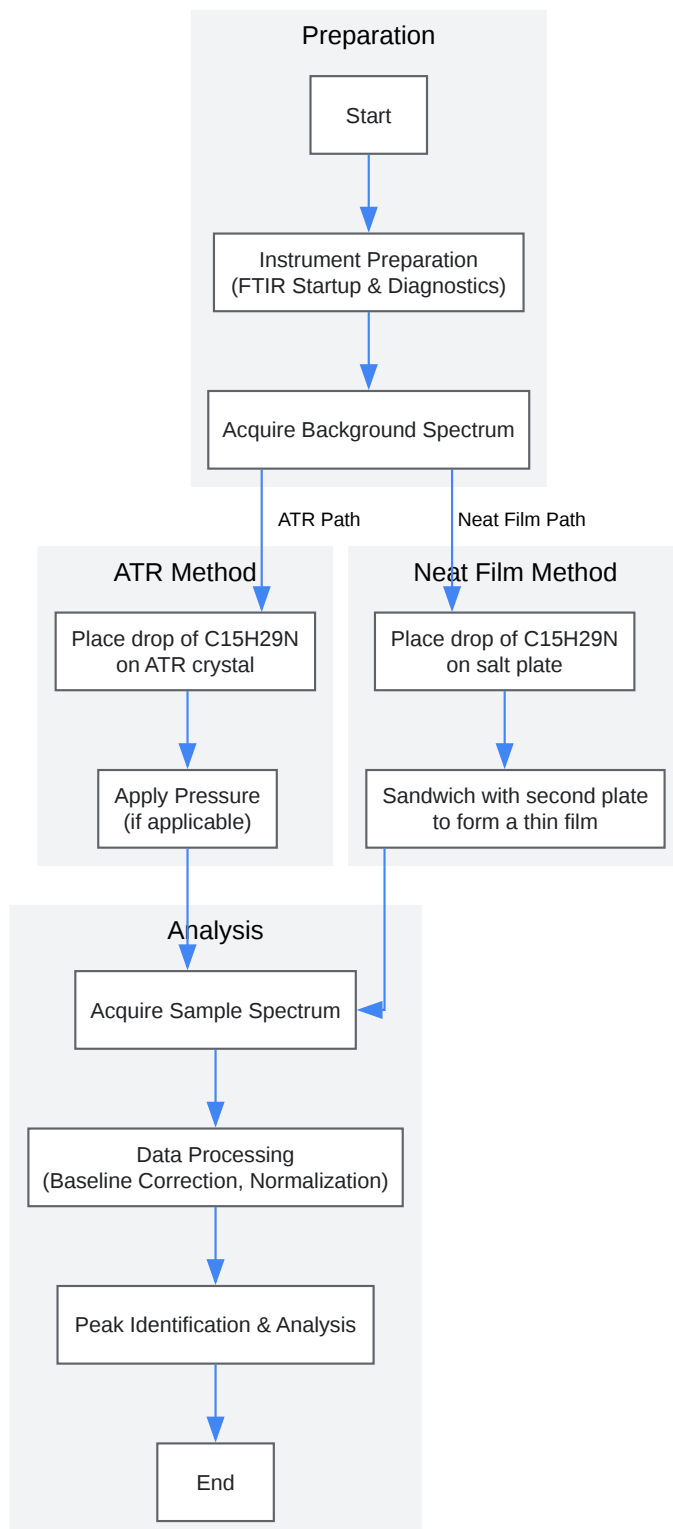 Preparation
Start
Instrument Preparation
(FTIR Startup & Diagnostics)
Acquire Background Spectrum
ATR Path
Neat Film Path
ATR Method
Place drop of C15H29N
on ATR crystal
Apply Pressure
(if applicable)
Neat Film Method
Place drop of C15H29N
on salt plate
Sandwich with second plate
to form a thin film
Analysis
Acquire Sample Spectrum
Data Processing
(Baseline Correction, Normalization)
Peak Identification & Analysis
End